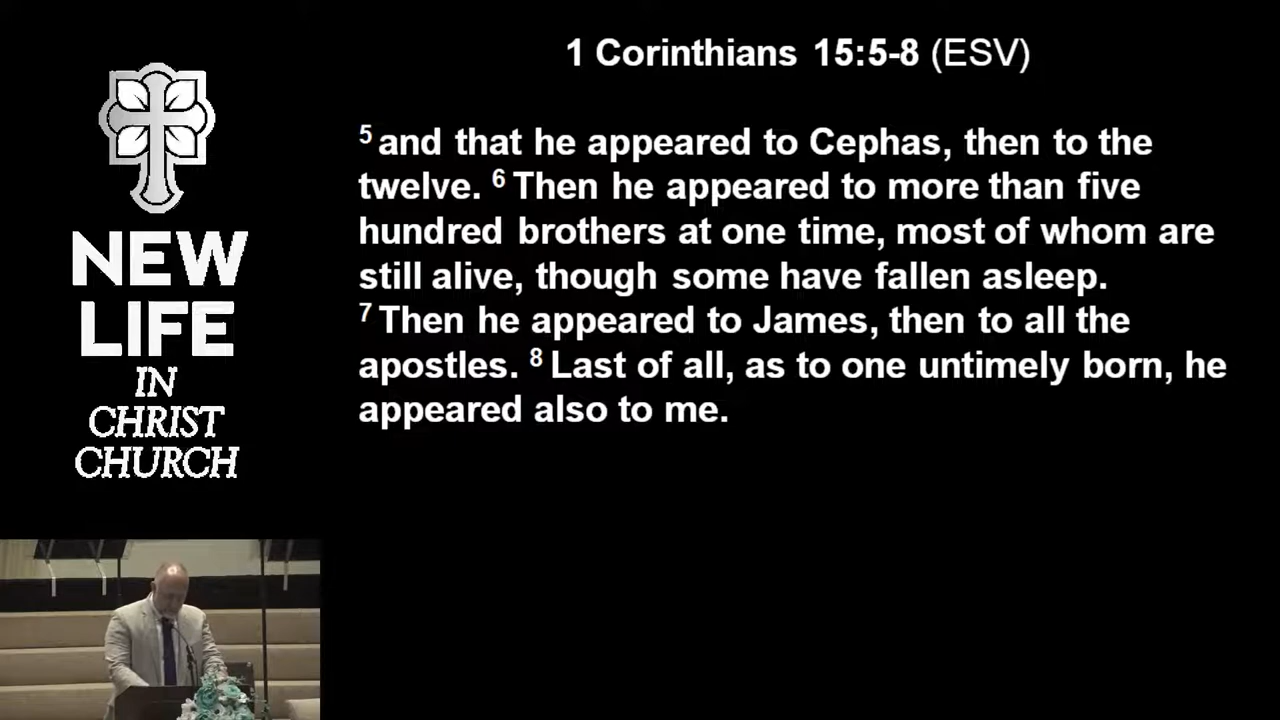 1 Corinthians 15:5-8 (ESV)
5 and that he appeared to Cephas, then to the
twelve. 6 Then he appeared to more than five
hundred brothers at one time, most of whom are
still alive, though some have fallen asleep.
7 Then he appeared to James, then to all the
apostles. 8 Last of all, as to one untimely born, he
appeared also to me.
NEW
LIFE
IN
CHRIST
CHURCH